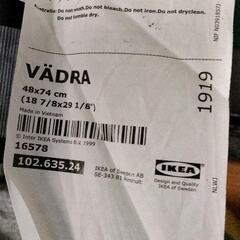 Australia: Do not wash.Do not bleach.Do not iron.Do not dryclean.
Do not tumble dry.
VÄDRA
48x74 cm
(18 7/8x29 1/8")
Made in Vietnam
© Inter IKEA Systems B.V. 1999
16578
102.635.24
IKEA of Sweden AB
SE-343 81 Älmhult
1919
IKEA
Design and Quality
IKEA of Sweden
NLWJ